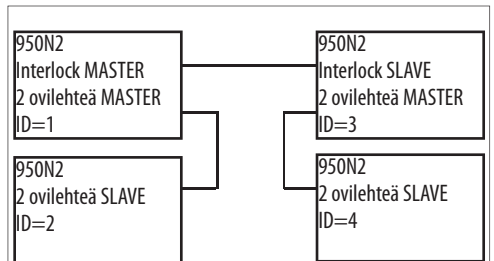 950N2
Interlock MASTER
2 ovilehteä MASTER
ID=1
950N2
Interlock SLAVE
2 ovilehteä MASTER
ID=3
950N2
2 ovilehteä SLAVE
ID=2
950N2
2 ovilehteä SLAVE
ID=4